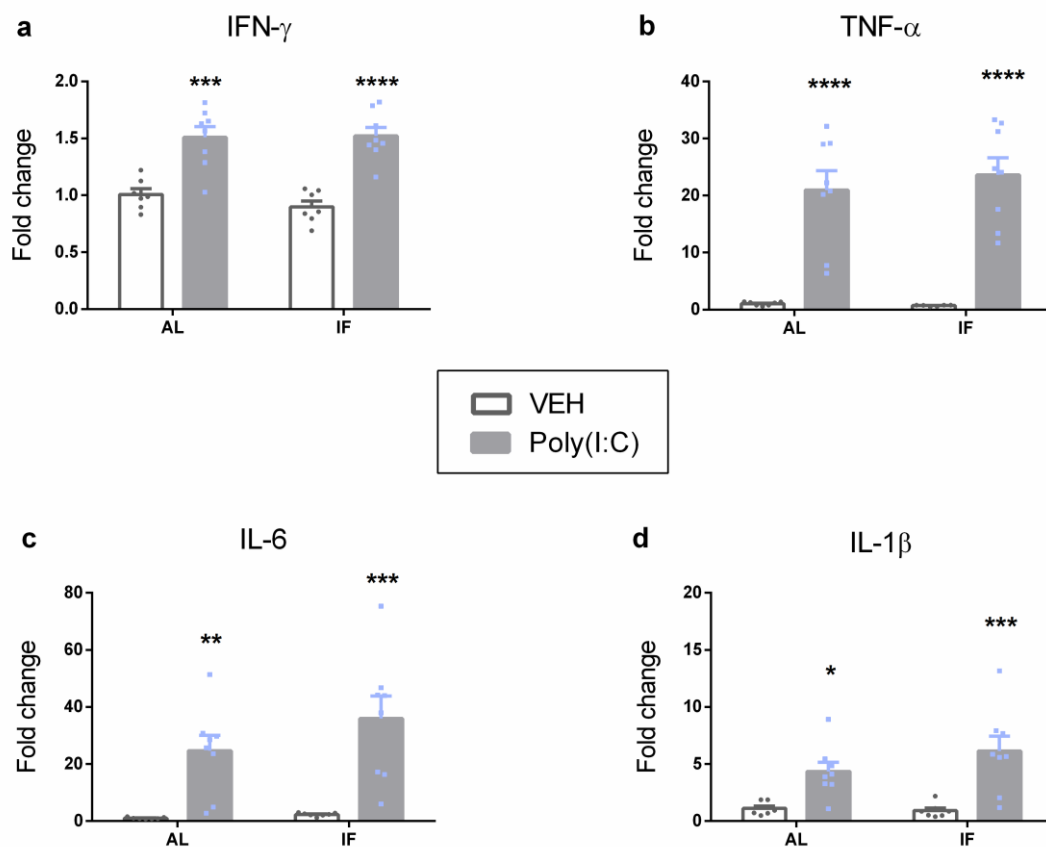 a
IFN-γ
Fold change
2.0
1.5
1.0
0.5
0.0
***
****
AL
IF
b
TNF-α
Fold change
40
30
20
10
0
****
****
AL
IF
VEH
Poly(I:C)
c
IL-6
Fold change
80
60
40
20
0
**
***
AL
IF
d
IL-1β
Fold change
20
15
10
5
0
*
***
AL
IF